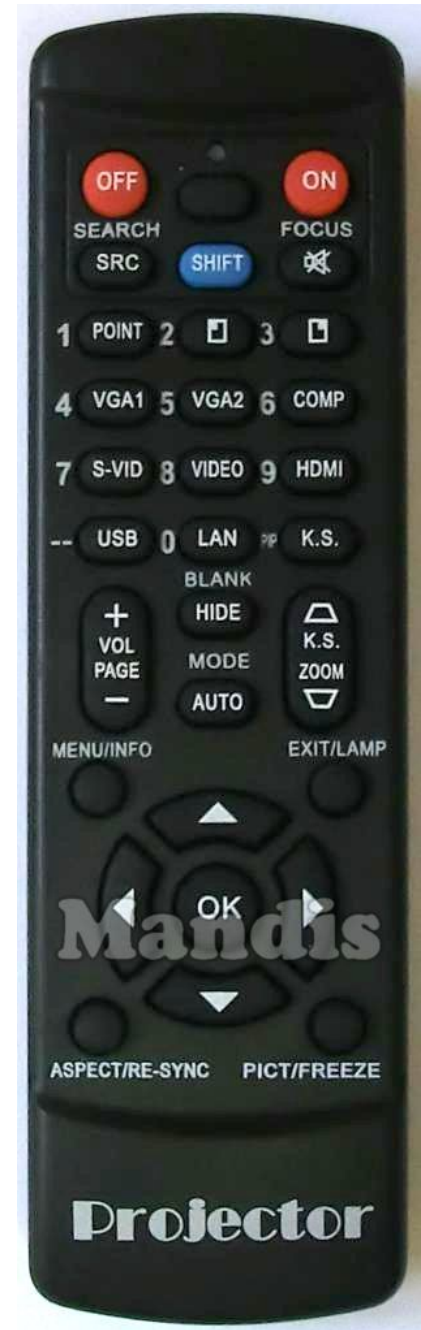 OFF ON
SEARCH FOCUS
SRC SHIFT
1 POINT 2 3
4 VGA1 5 VGA2 6 COMP
7 S-VID 8 VIDEO 9 HDMI
-- USB 0 LAN PIP K.S.
BLANK
+ HIDE
VOL K.S.
PAGE MODE ZOOM
- AUTO
MENU/INFO EXIT/LAMP
OK
Mandis
ASPECT/RE-SYNC PICT/FREEZE
Projector